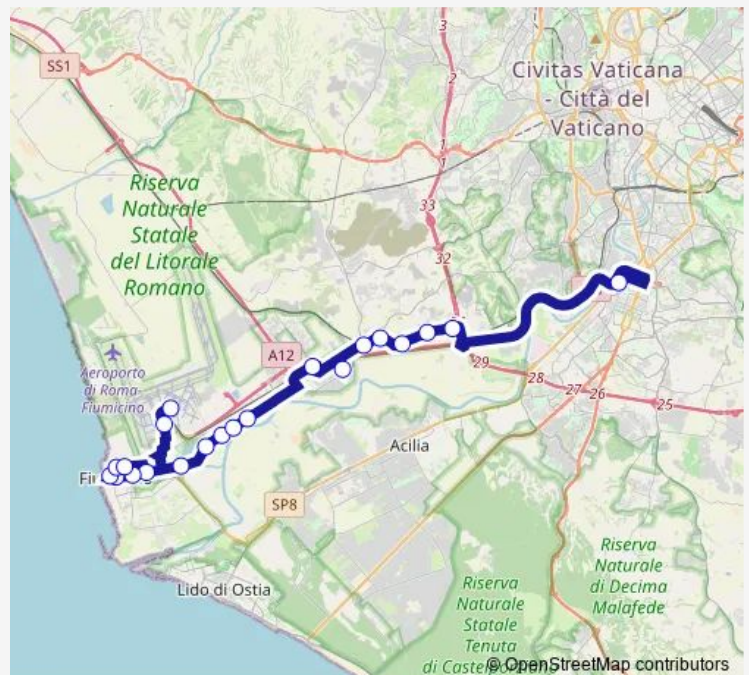 SS1
3
2
Civitas Vaticana
- Città del
Vaticano
1
1
Riserva
Naturale
Statale
del Litorale
Romano
33
32
A12
Aeroporto
di Roma-
Fiumicino
29
28
27
26
25
Acilia
SP8
Lido di Ostia
Riserva
Naturale
di Decima
Malafede
Riserva
Naturale
Statale
Tenuta
© OpenStreetMap contributors